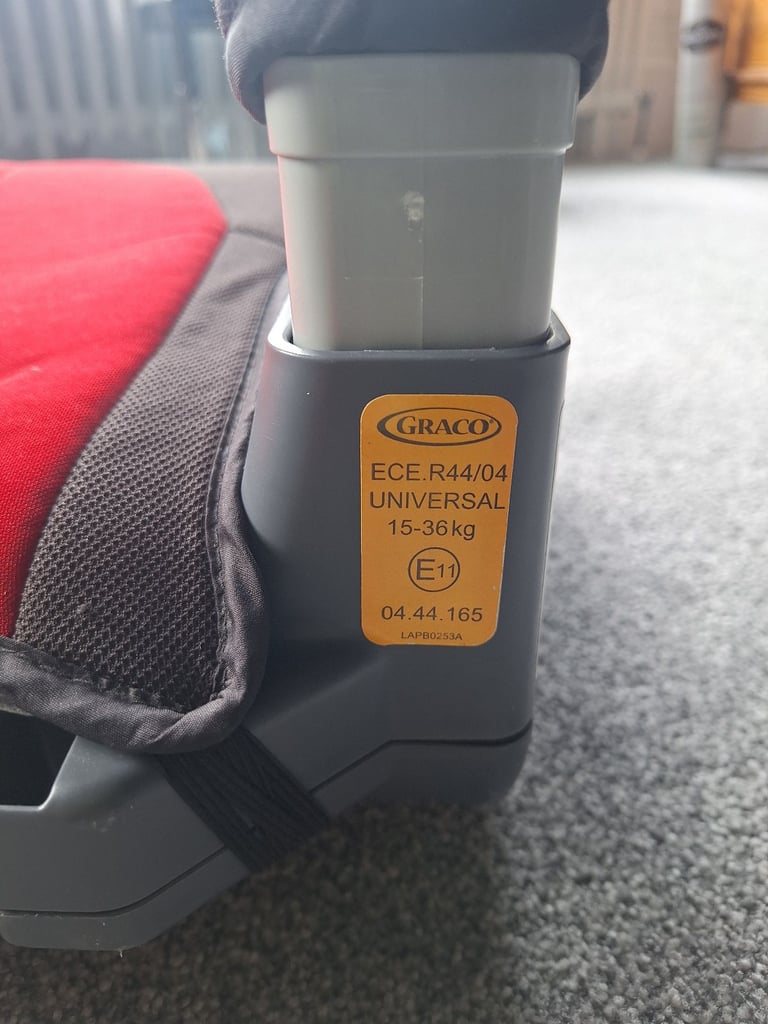 GRACO®
ECE.R44/04
UNIVERSAL
15-36kg
E11
04.44.165
LAPB0253A